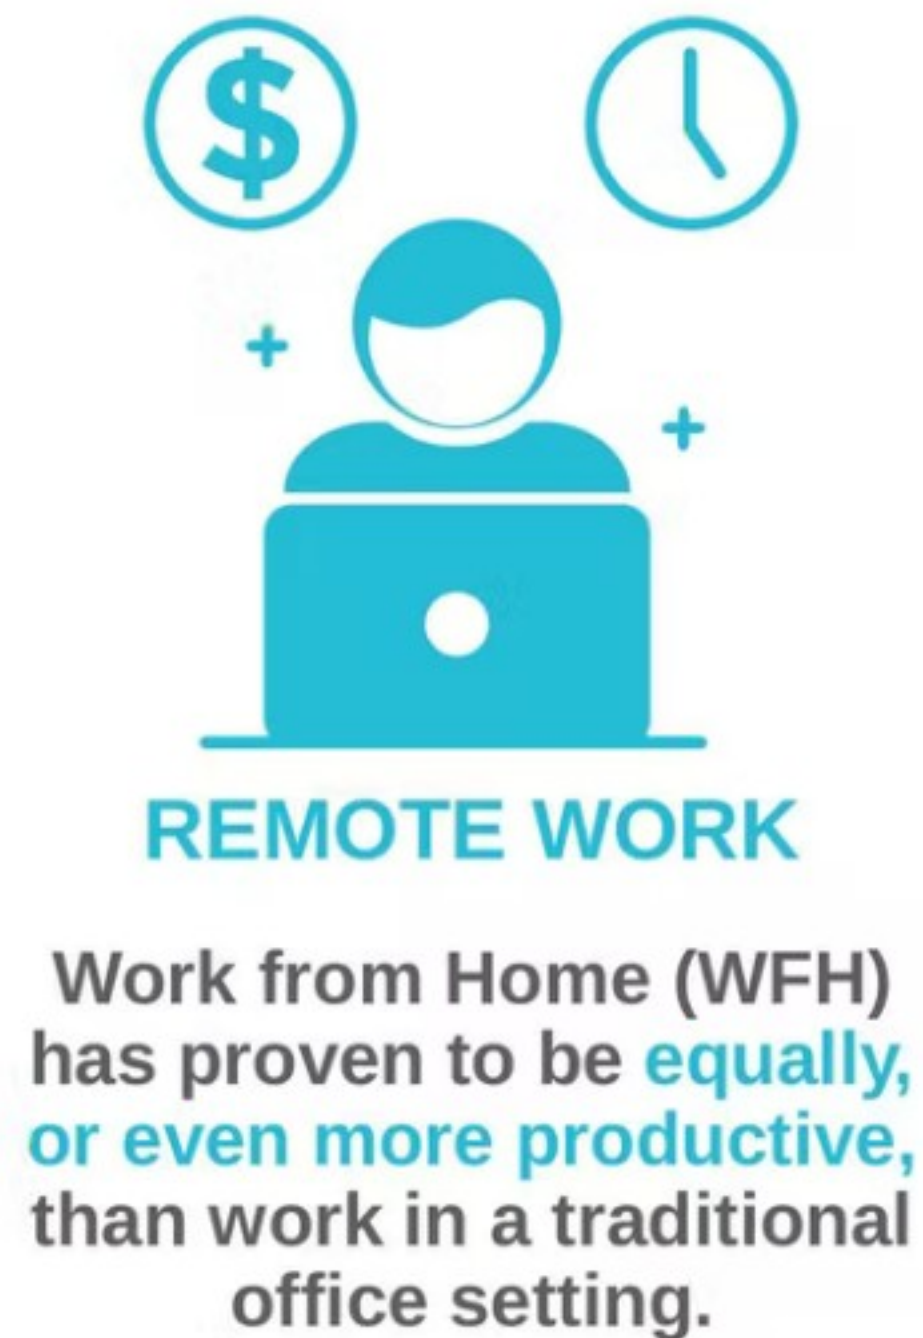 $
REMOTE WORK
Work from Home (WFH)
has proven to be equally,
or even more productive,
than work in a traditional
office setting.